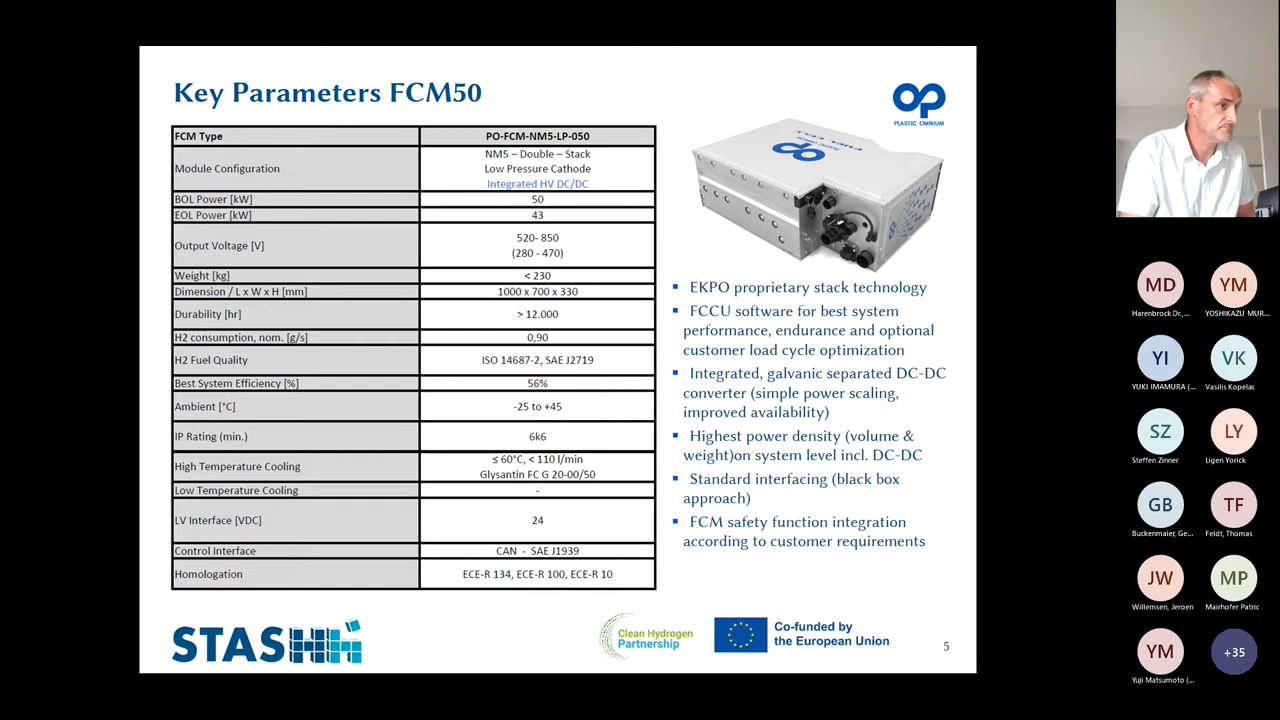 Key Parameters FCM50
OP
PLASTIC OMNIUM
FCM Type PO-FCM-NM5-LP-050
Module Configuration NM5 – Double – Stack
Low Pressure Cathode
Integrated HV DC/DC
BOL Power [kW] 50
EOL Power [kW] 43
Output Voltage [V] 520- 850
(280 - 470)
Weight [kg] < 230
Dimension / L x W x H [mm] 1000 x 700 x 330
Durability [hr] > 12.000
H2 consumption, nom. [g/s] 0,90
H2 Fuel Quality ISO 14687-2, SAE J2719
Best System Efficiency [%] 56%
Ambient [°C] -25 to +45
IP Rating (min.) 6k6
High Temperature Cooling ≤ 60°C, < 110 l/min
Glysantin FC G 20-00/50
Low Temperature Cooling -
LV Interface [VDC] 24
Control Interface CAN - SAE J1939
Homologation ECE-R 134, ECE-R 100, ECE-R 10
FUEL CELL
▪ EKPO proprietary stack technology
▪ FCCU software for best system
performance, endurance and optional
customer load cycle optimization
▪ Integrated, galvanic separated DC-DC
converter (simple power scaling,
improved availability)
▪ Highest power density (volume &
weight)on system level incl. DC-DC
▪ Standard interfacing (black box
approach)
▪ FCM safety function integration
according to customer requirements
STASHH
Clean Hydrogen
Partnership
Co-funded by
the European Union
5
MD YM
Harenbrock Dr.,... YOSHIKAZU MUR...
YI VK
YUKI IMAMURA (... Vasilis Kopelas
SZ LY
Steffen Zinner Ligen Yorick
GB TF
Buckenmaier, Ge... Feldt, Thomas
JW MP
Willemsen, Jeroen Mairhofer Patric
YM +35
Yuji Matsumoto (...